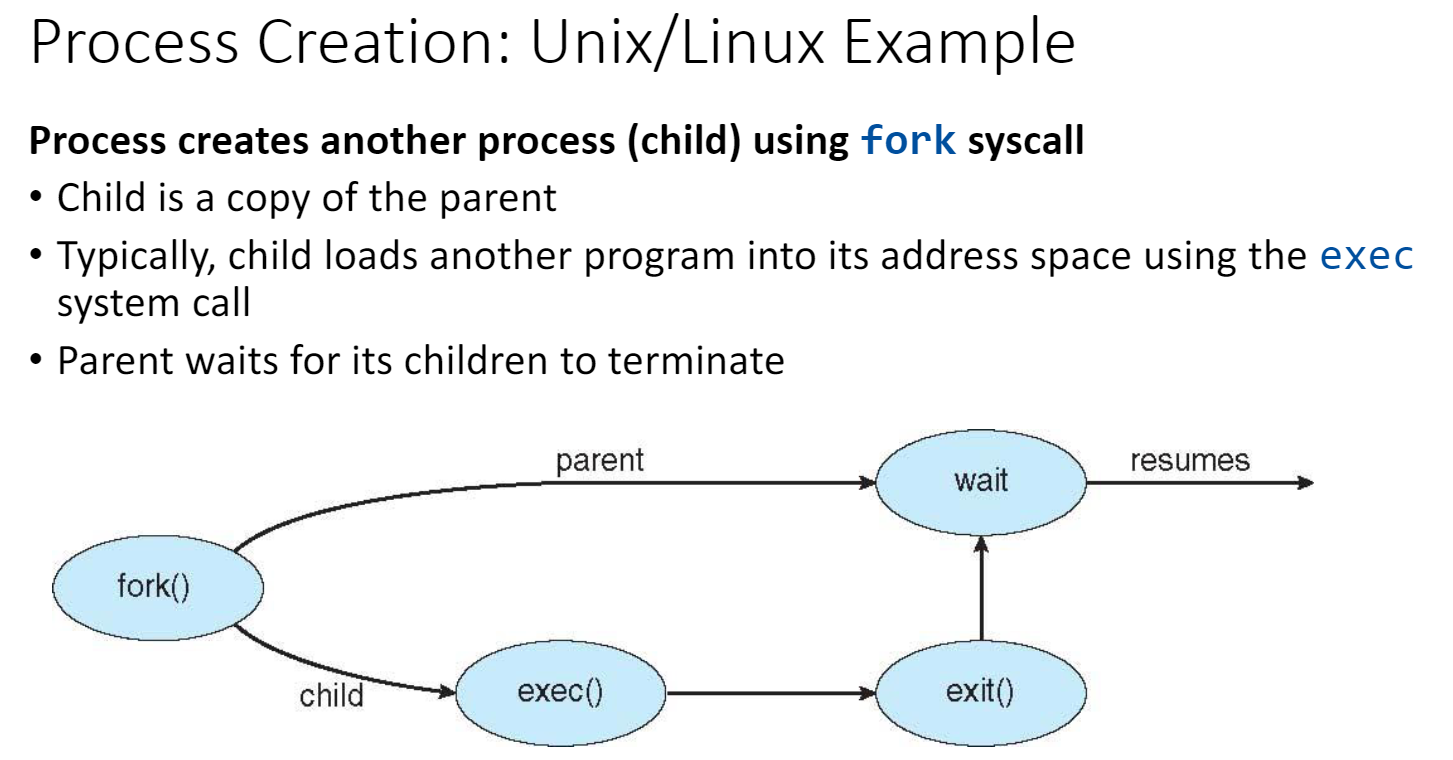 Process Creation: Unix/Linux Example
Process creates another process (child) using fork syscall
• Child is a copy of the parent
• Typically, child loads another program into its address space using the exec
system call
• Parent waits for its children to terminate
parent
wait
resumes
fork()
child
exec()
exit()